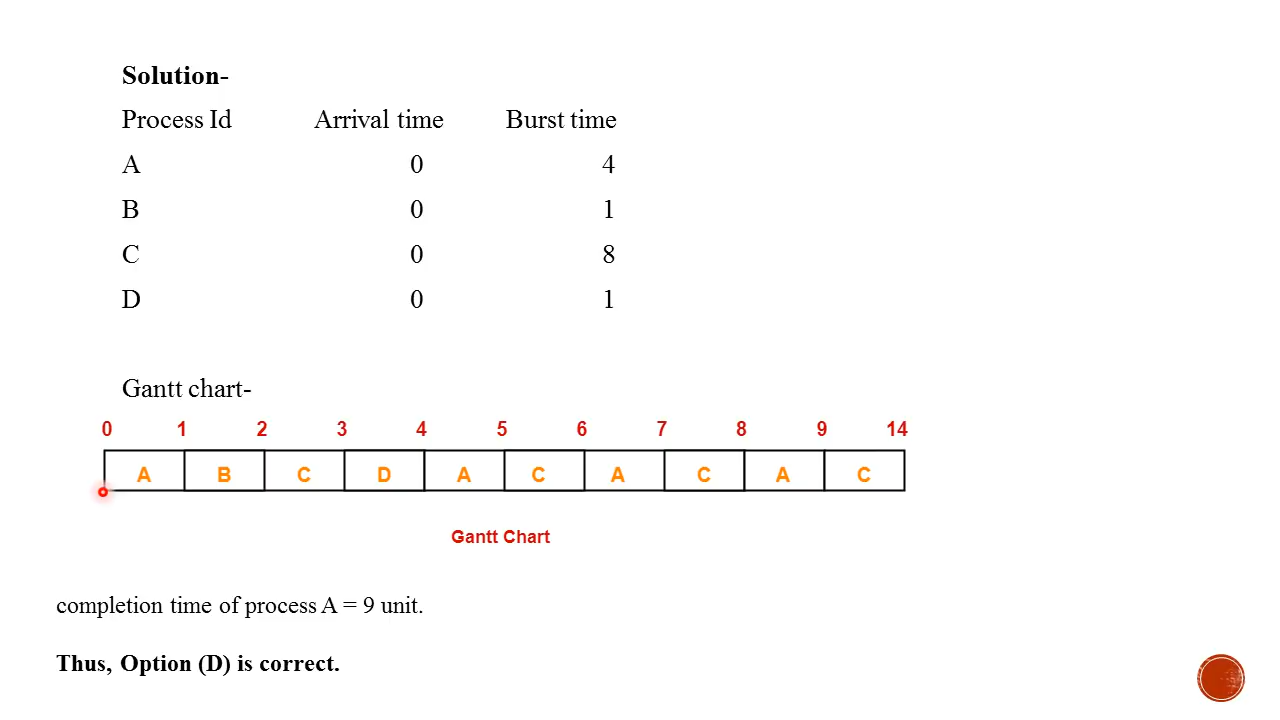 Solution-
Process Id Arrival time Burst time
A 0 4
B 0 1
C 0 8
D 0 1
Gantt chart-
0 1 2 3 4 5 6 7 8 9 14
A B C D A C A C A C
Gantt Chart
completion time of process A = 9 unit.
Thus, Option (D) is correct.